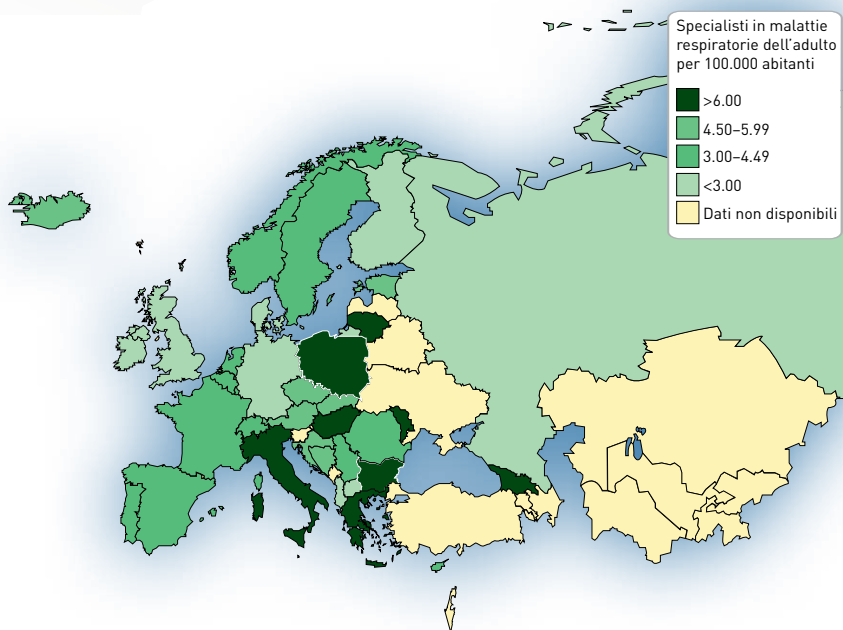 Specialisti in malattie
respiratorie dell'adulto
per 100.000 abitanti
>6.00
4.50–5.99
3.00–4.49
<3.00
Dati non disponibili